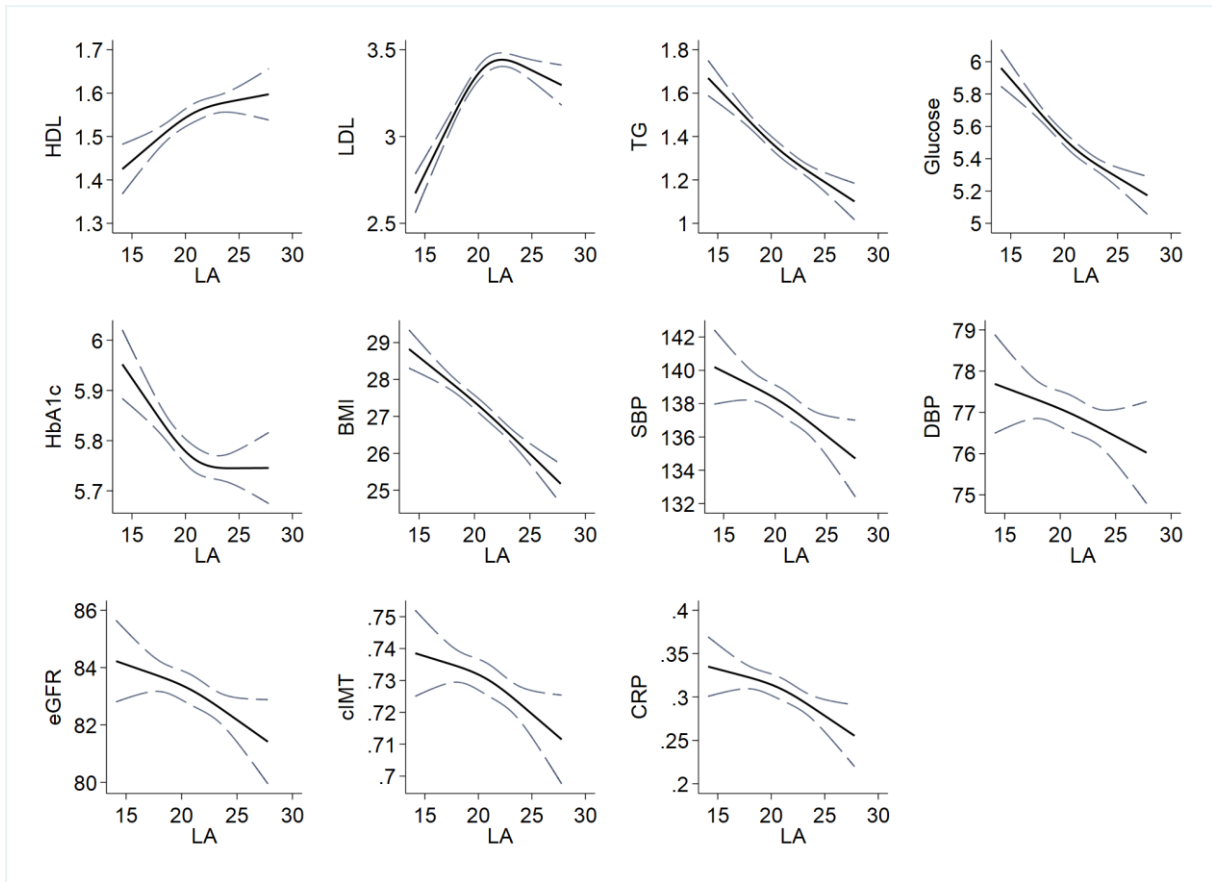 HDL
1.7
1.6
1.5
1.4
1.3
15 20 25 30
LA
LDL
3.5
3
2.5
15 20 25 30
LA
TG
1.8
1.6
1.4
1.2
1
15 20 25 30
LA
Glucose
6
5.8
5.6
5.4
5.2
5
15 20 25 30
LA
HbA1c
6
5.9
5.8
5.7
15 20 25 30
LA
BMI
29
28
27
26
25
15 20 25 30
LA
SBP
142
140
138
136
134
132
15 20 25 30
LA
DBP
79
78
77
76
75
15 20 25 30
LA
eGFR
86
84
82
80
15 20 25 30
LA
cIMT
.75
.74
.73
.72
.71
.7
15 20 25 30
LA
CRP
.4
.35
.3
.25
.2
15 20 25 30
LA